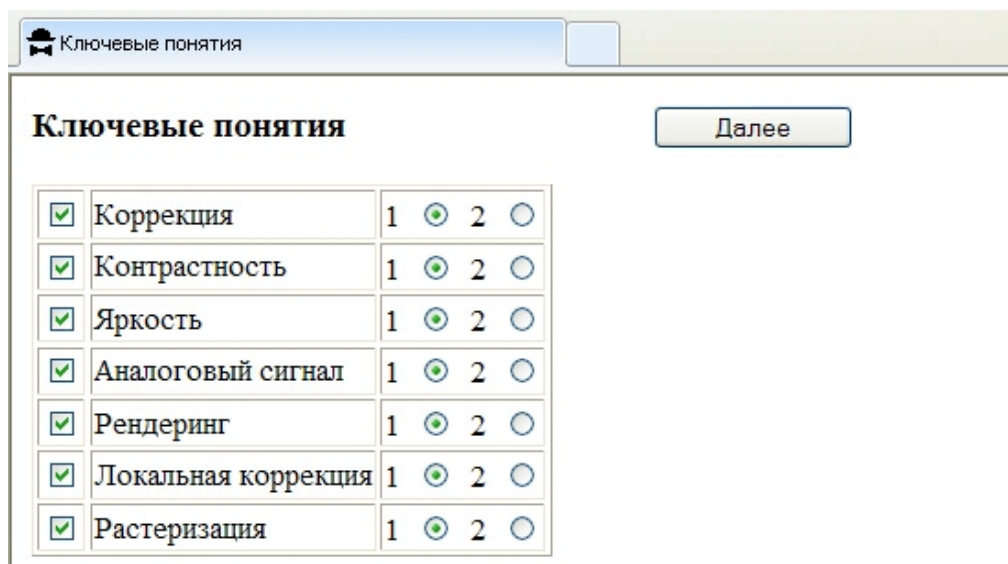 Ключевые понятия
Ключевые понятия
Далее
Коррекция 1 2
Контрастность 1 2
Яркость 1 2
Аналоговый сигнал 1 2
Рендеринг 1 2
Локальная коррекция 1 2
Растеризация 1 2